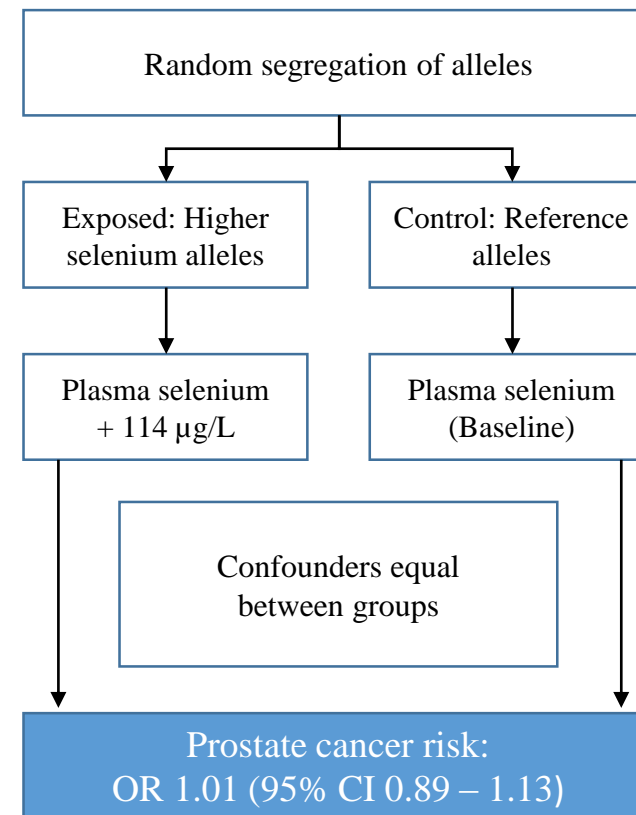 Random segregation of alleles
Exposed: Higher
selenium alleles
Control: Reference
alleles
Plasma selenium
+ 114 µg/L
Plasma selenium
(Baseline)
Confounders equal
between groups
Prostate cancer risk:
OR 1.01 (95% CI 0.89 – 1.13)